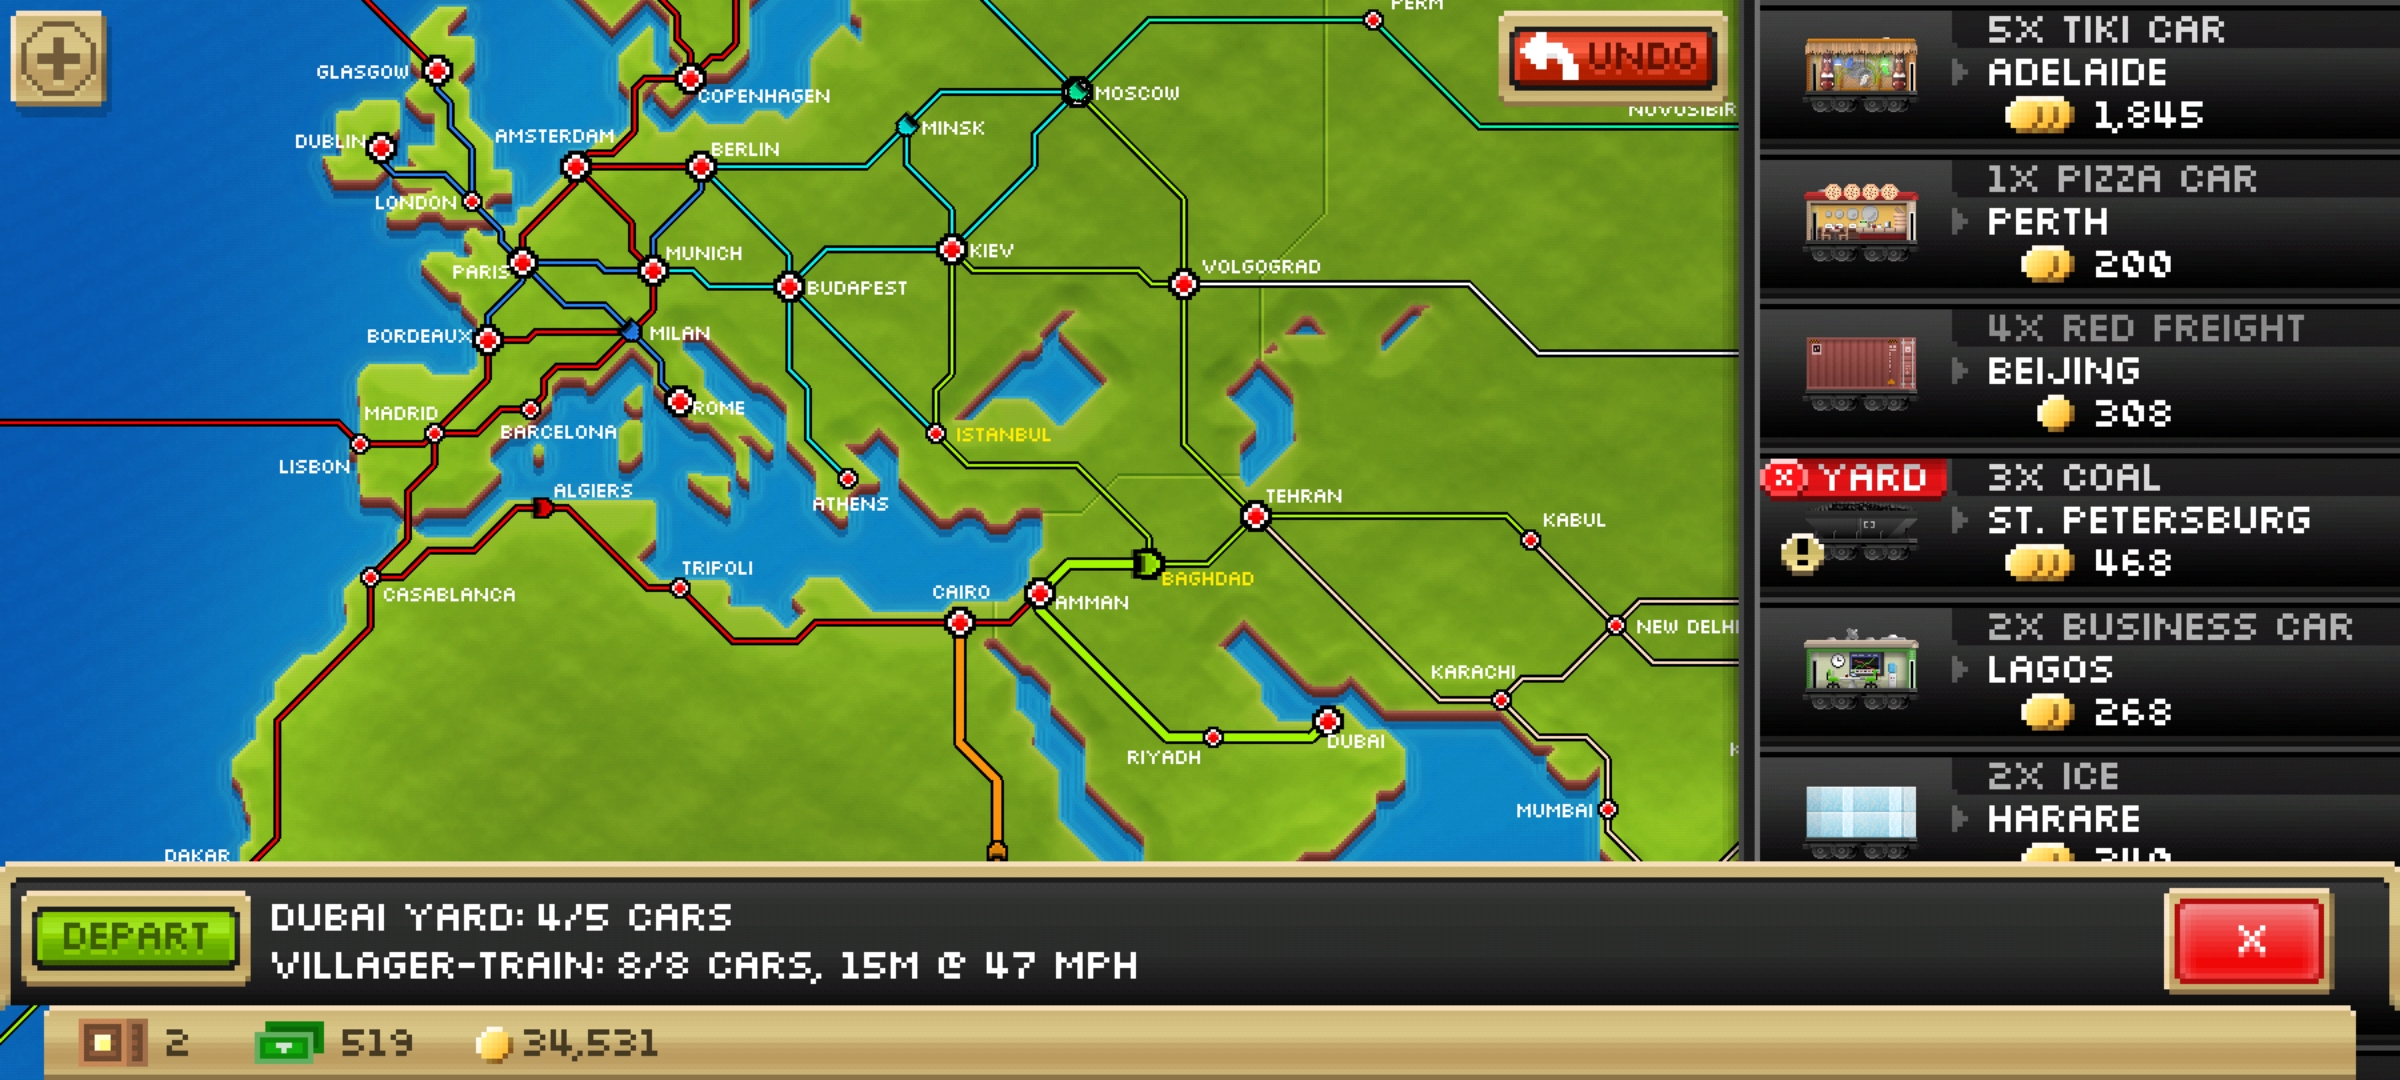 PERM
UNDO
GLASGOW
COPENHAGEN
MOSCOW
DUBLIN
AMSTERDAM
MINSK
BERLIN
LONDON
PARIS
MUNICH
KIEV
BUDAPEST
VOLGOGRAD
BORDEAUX
MILAN
MADRID
ROME
BARCELONA
ISTANBUL
LISBON
ALGIERS
ATHENS
TEHRAN
KABUL
TRIPOLI
CASABLANCA
CAIRO
AMMAN
BAGHDAD
NEW DELHI
KARACHI
RIYADH
DUBAI
MUMBAI
DAKAR
5X TIKI CAR
ADELAIDE
1,845
1X PIZZA CAR
PERTH
200
4X RED FREIGHT
BEIJING
308
YARD
3X COAL
ST. PETERSBURG
468
2X BUSINESS CAR
LAGOS
268
2X ICE
HARARE
240
DEPART
DUBAI YARD: 4/5 CARS
VILLAGER-TRAIN: 8/8 CARS, 15M @ 47 MPH
X
2
519
34,531